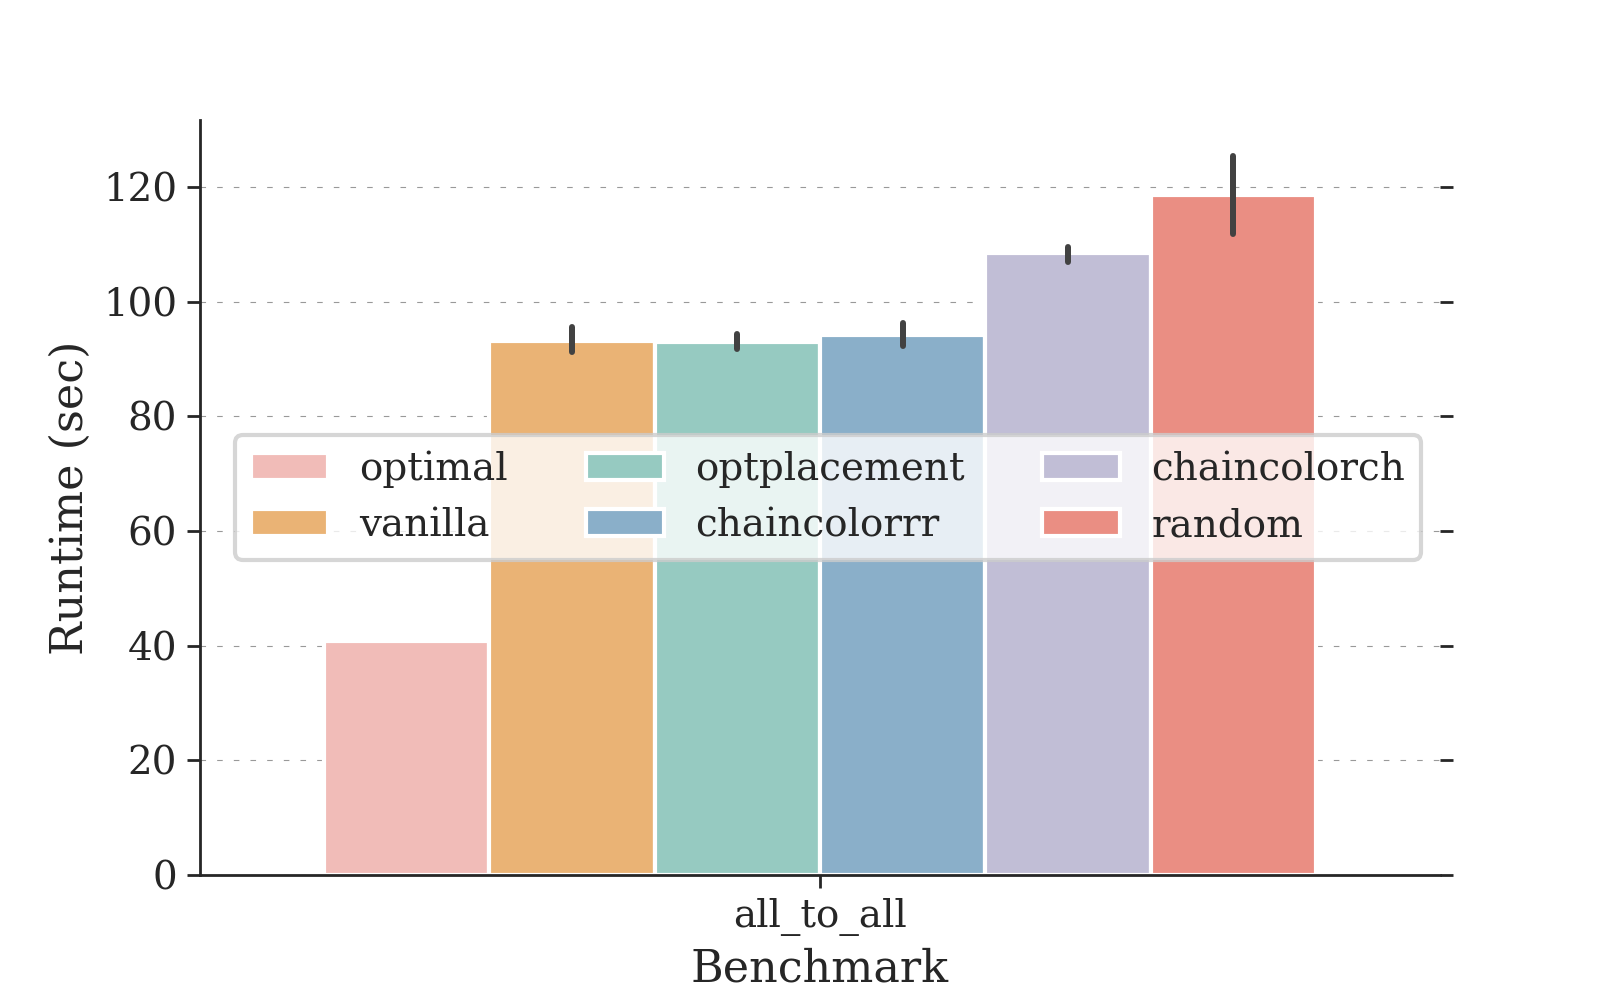 120
100
80
60
40
20
0
Runtime (sec)
optimal
vanilla
optplacement
chaincolorrr
chaincolorch
random
all_to_all
Benchmark